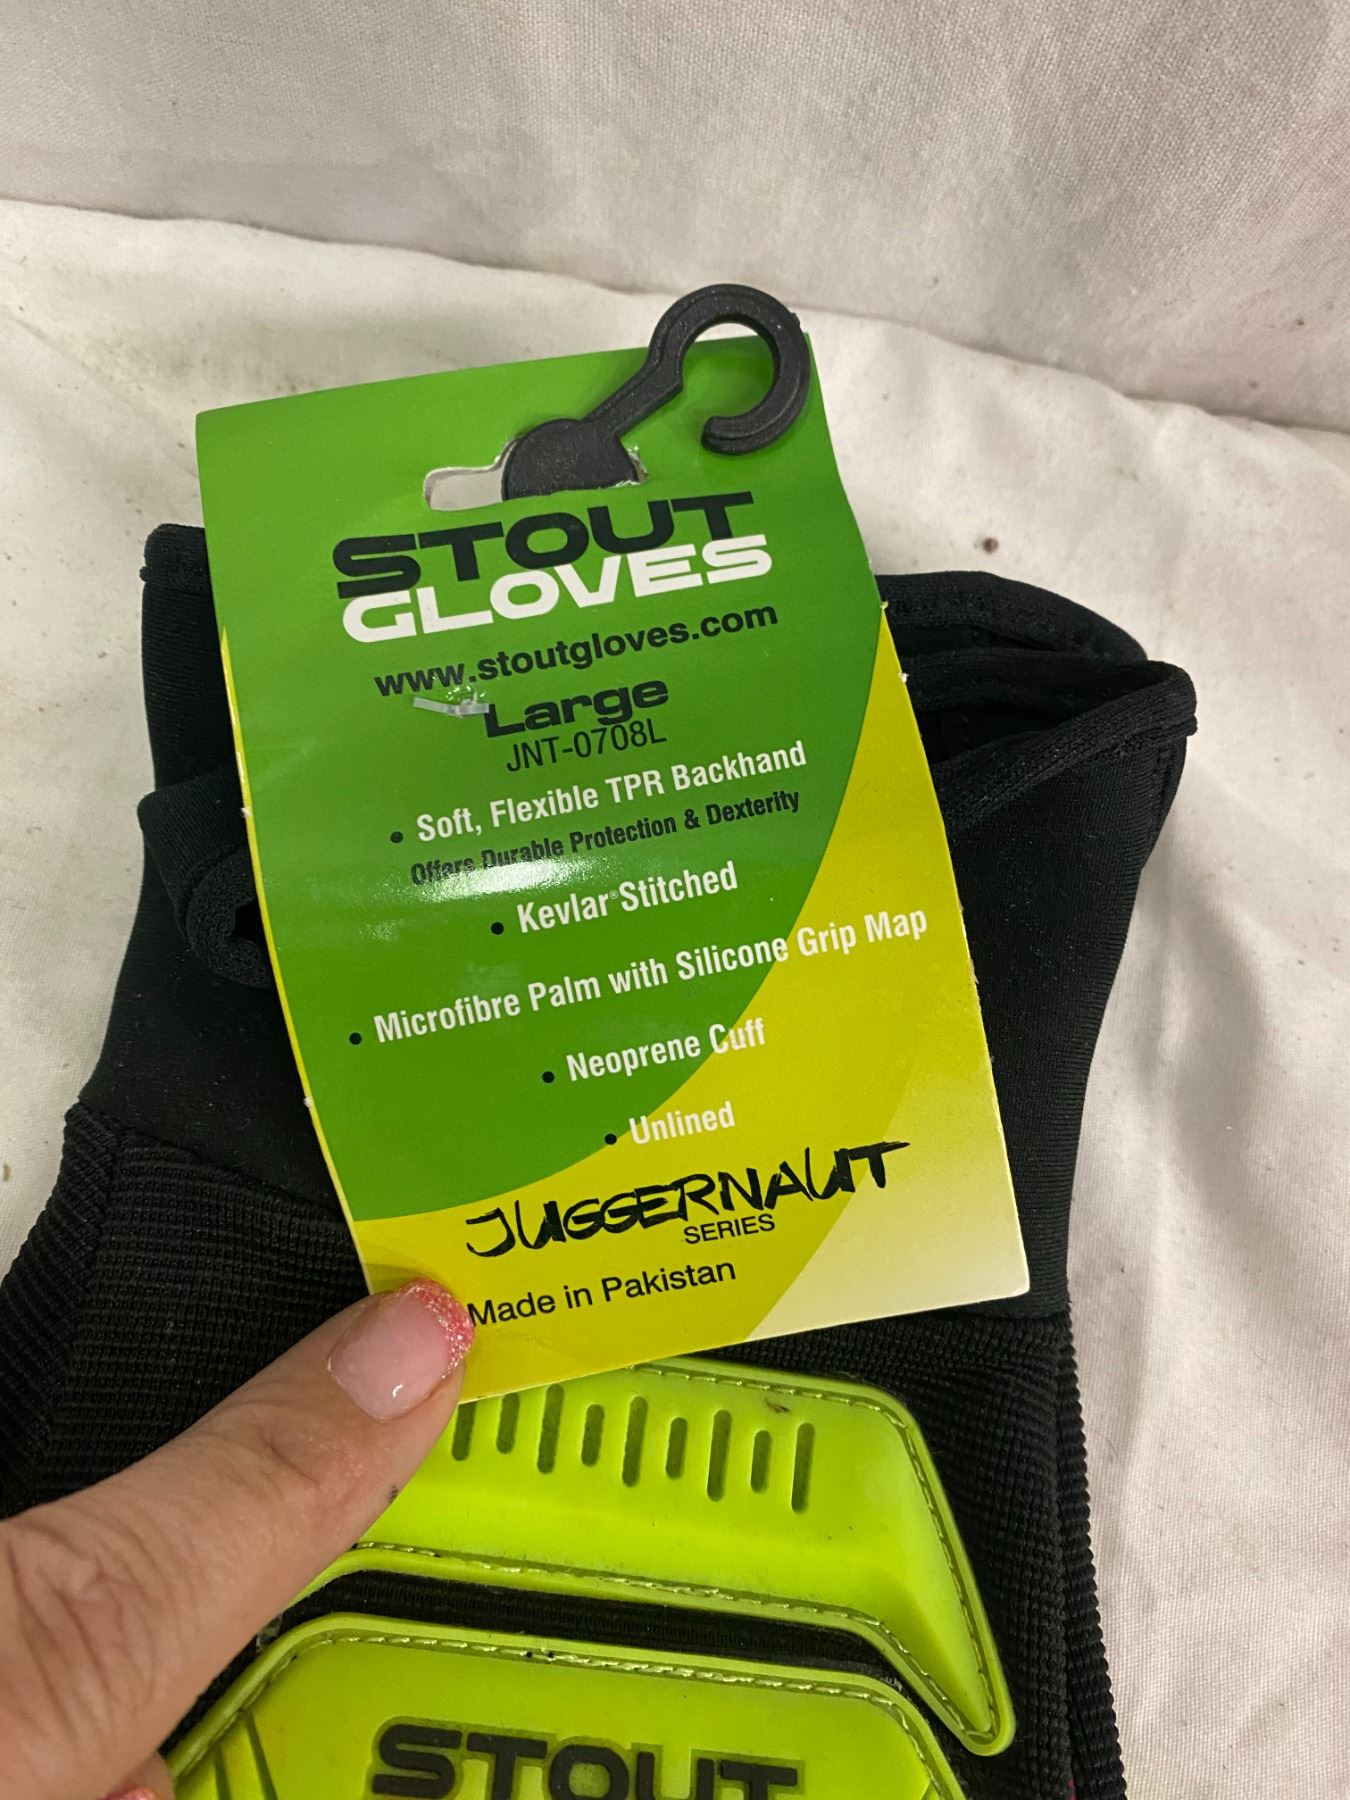 STOUT
GLOVES
www.stoutgloves.com
Large
JNT-0708L
• Soft, Flexible TPR Backhand
Offers Durable Protection & Dexterity
• Kevlar® Stitched
• Microfibre Palm with Silicone Grip Map
• Neoprene Cuff
• Unlined
JUGGERNAUT
SERIES
Made in Pakistan
STOUT